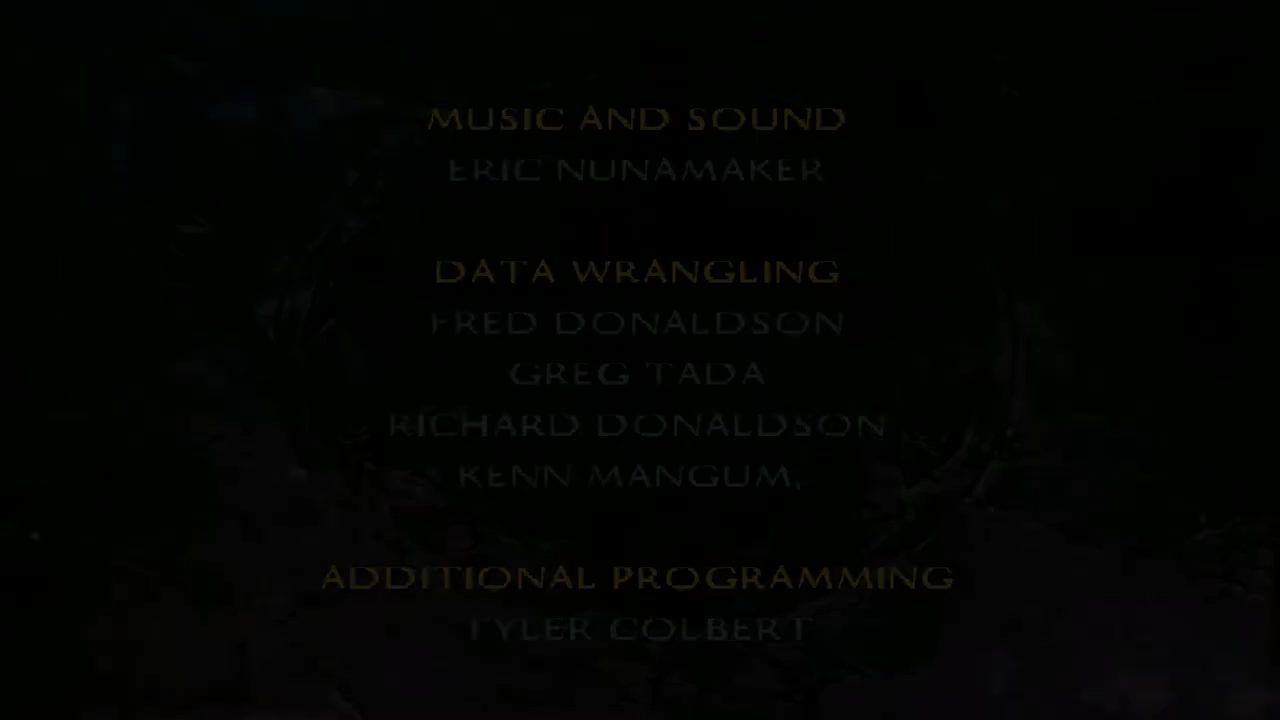 MUSIC AND SOUND
ERIC NUNAMAKER
DATA WRANGLING
FRED DONALDSON
GREG TADA
RICHARD DONALDSON
KENN MANGUM,
ADDITIONAL PROGRAMMING
TYLER COLBERT